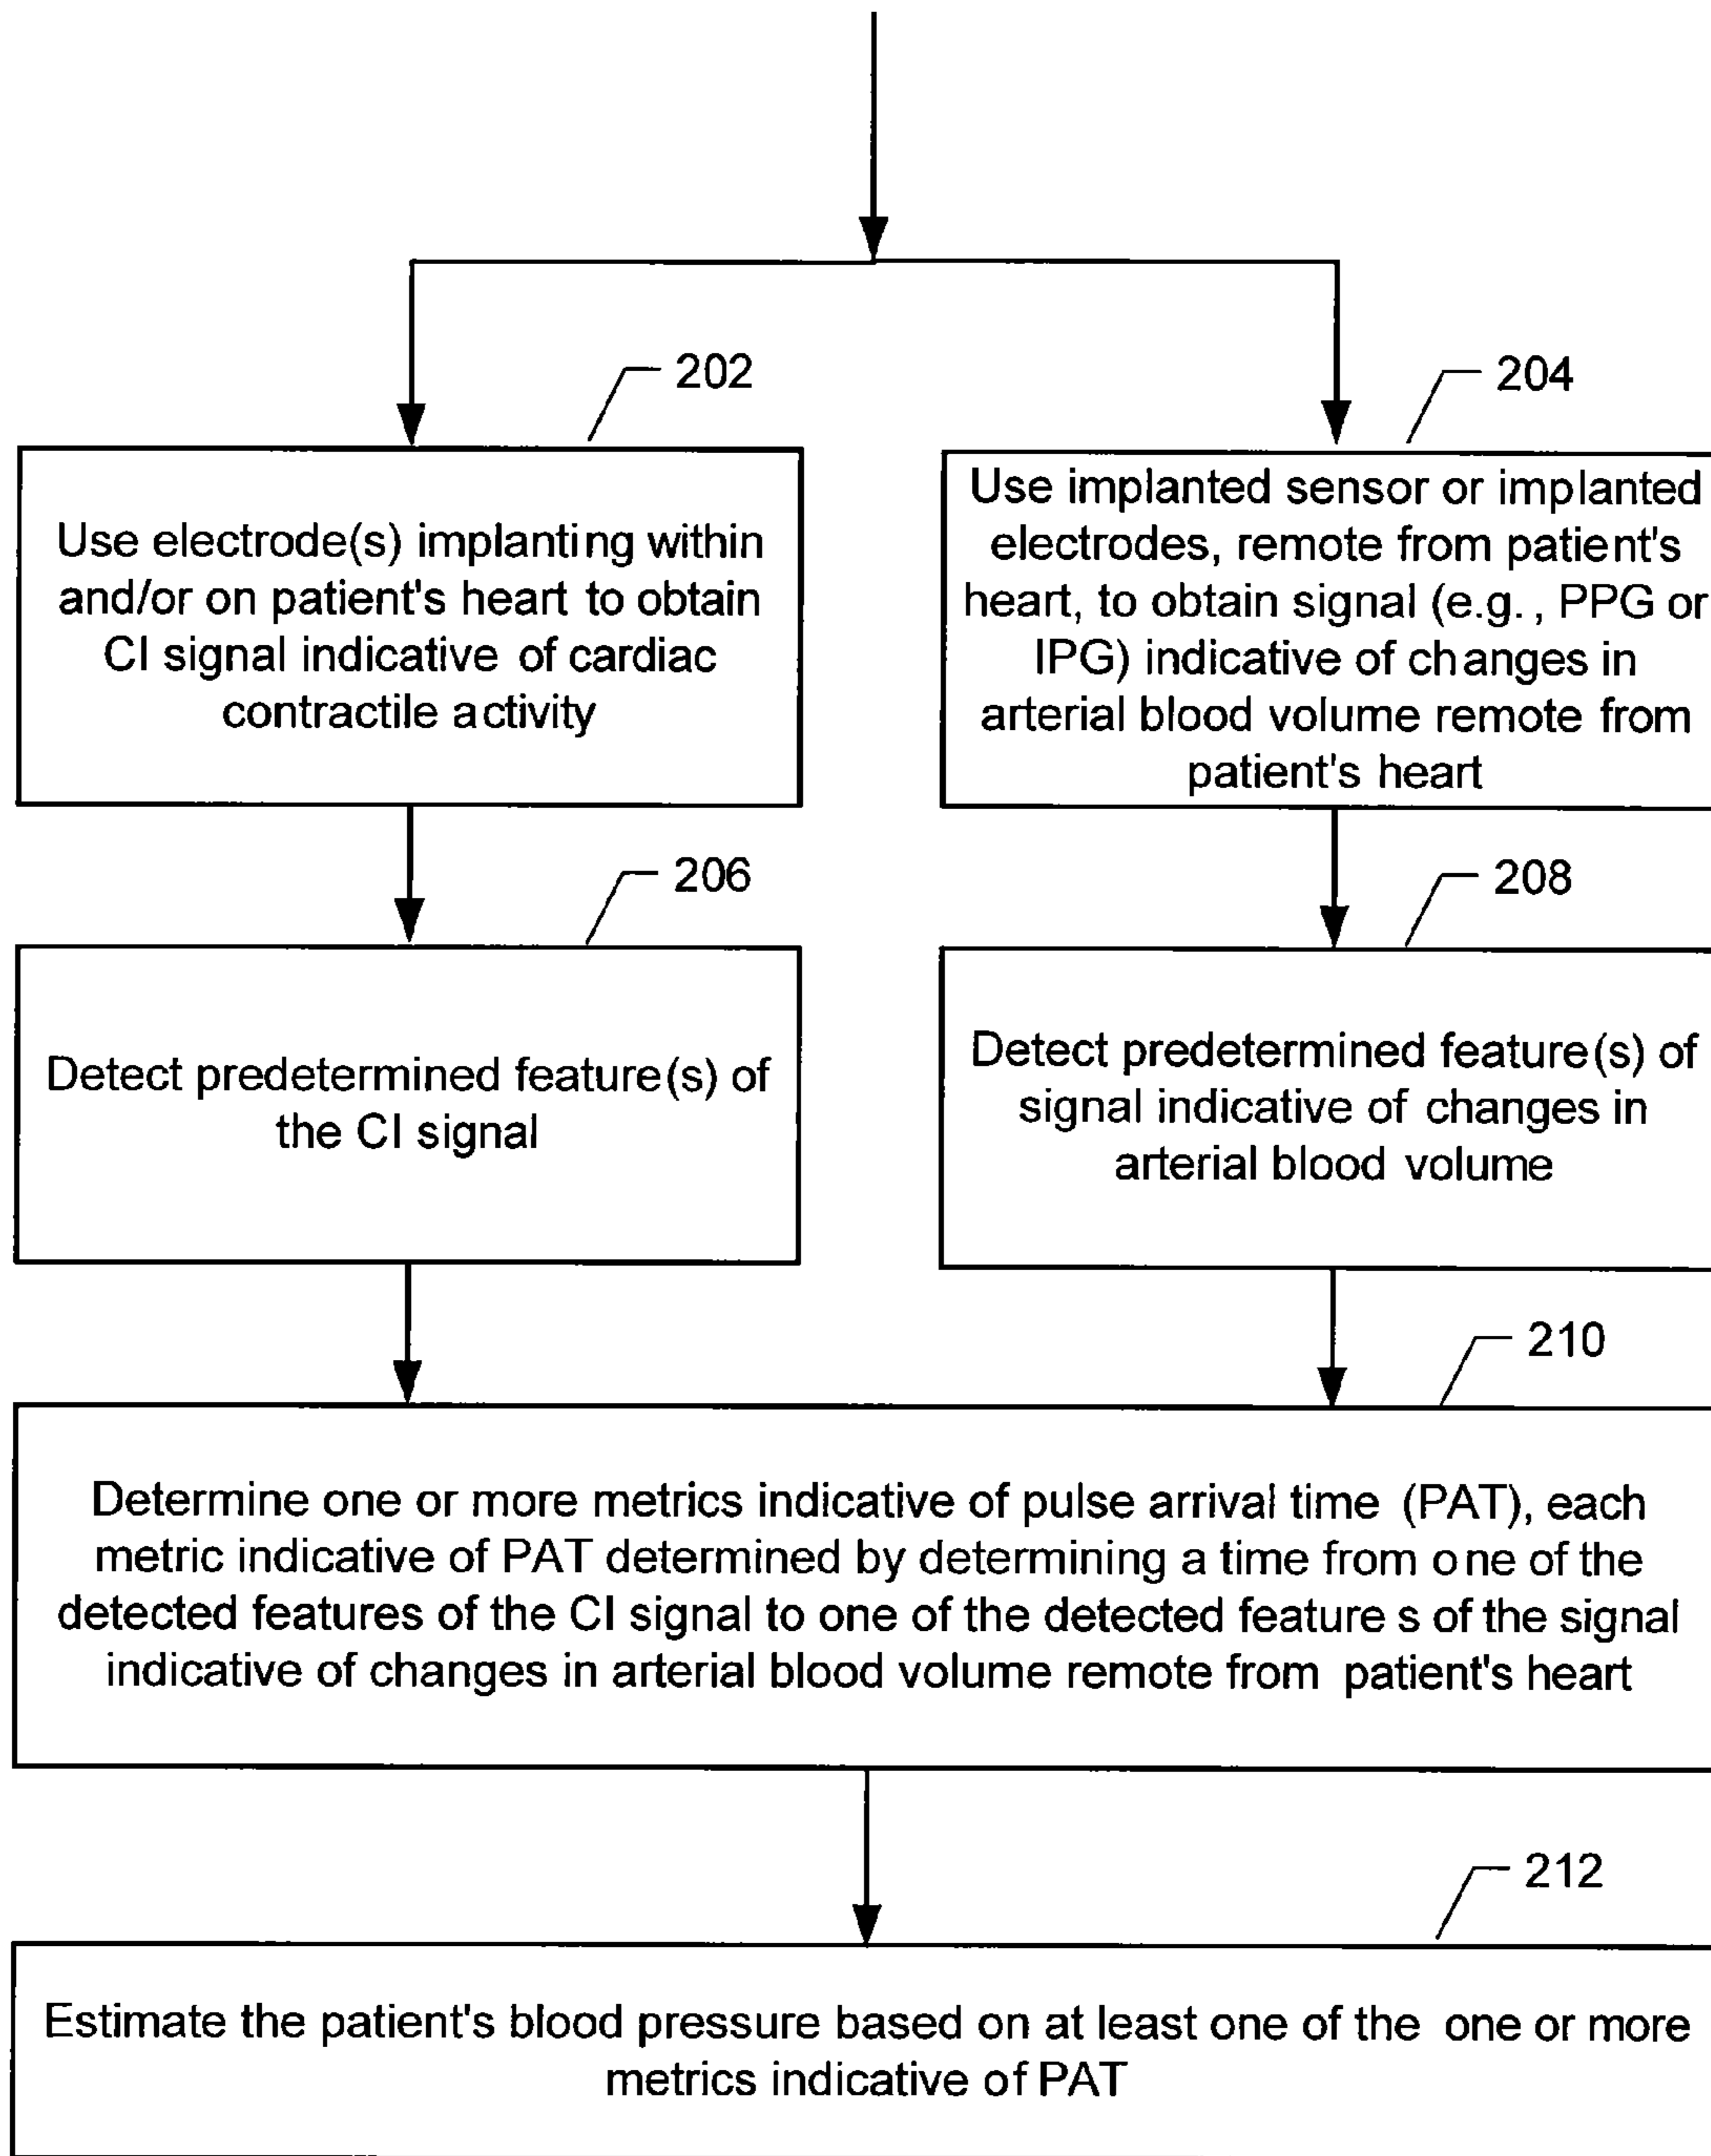 202
Use electrode(s) implanting within
and/or on patient's heart to obtain
CI signal indicative of cardiac
contractile activity
204
Use implanted sensor or implanted
electrodes, remote from patient's
heart, to obtain signal (e.g., PPG or
IPG) indicative of changes in
arterial blood volume remote from
patient's heart
206
Detect predetermined feature(s) of
the CI signal
208
Detect predetermined feature(s) of
signal indicative of changes in
arterial blood volume
210
Determine one or more metrics indicative of pulse arrival time (PAT), each
metric indicative of PAT determined by determining a time from one of the
detected features of the CI signal to one of the detected feature s of the signal
indicative of changes in arterial blood volume remote from patient's heart
212
Estimate the patient's blood pressure based on at least one of the one or more
metrics indicative of PAT